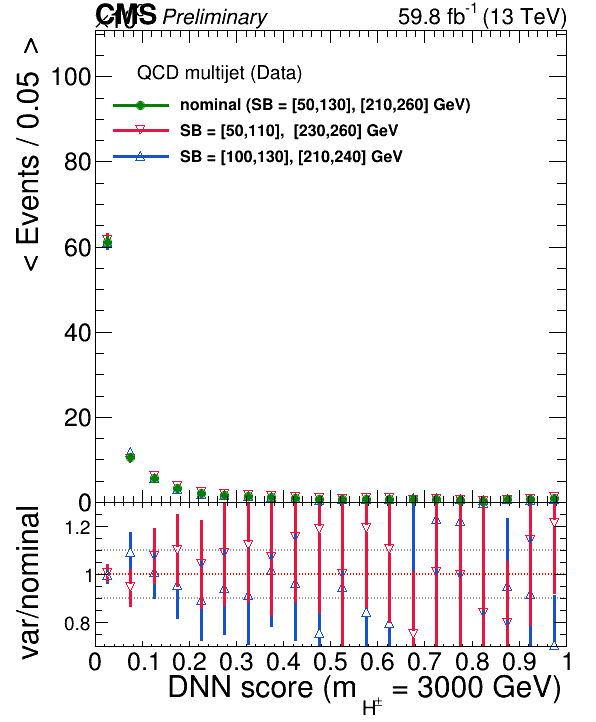 CMS Preliminary 59.8 fb⁻¹ (13 TeV)
QCD multijet (Data)
nominal (SB = [50,130], [210,260] GeV)
SB = [50,110], [230,260] GeV
SB = [100,130], [210,240] GeV
< Events / 0.05 >
100
80
60
40
20
0
var/nominal
1.2
1
0.8
0 0.1 0.2 0.3 0.4 0.5 0.6 0.7 0.8 0.9 1
DNN score (m_H± = 3000 GeV)